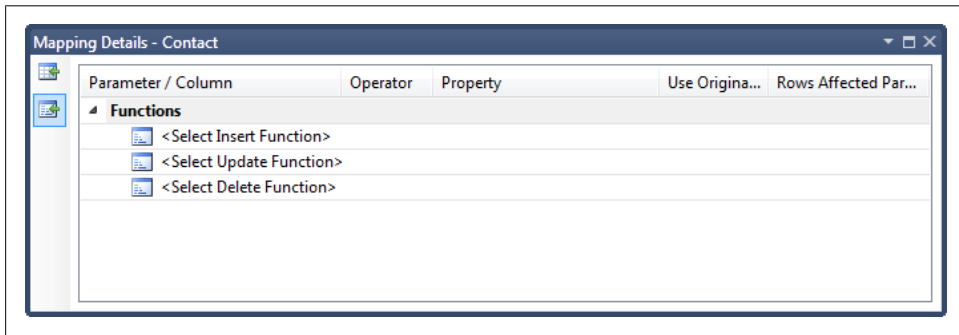 Mapping Details - Contact
Parameter / Column Operator Property Use Origina... Rows Affected Par...
Functions
<Select Insert Function>
<Select Update Function>
<Select Delete Function>